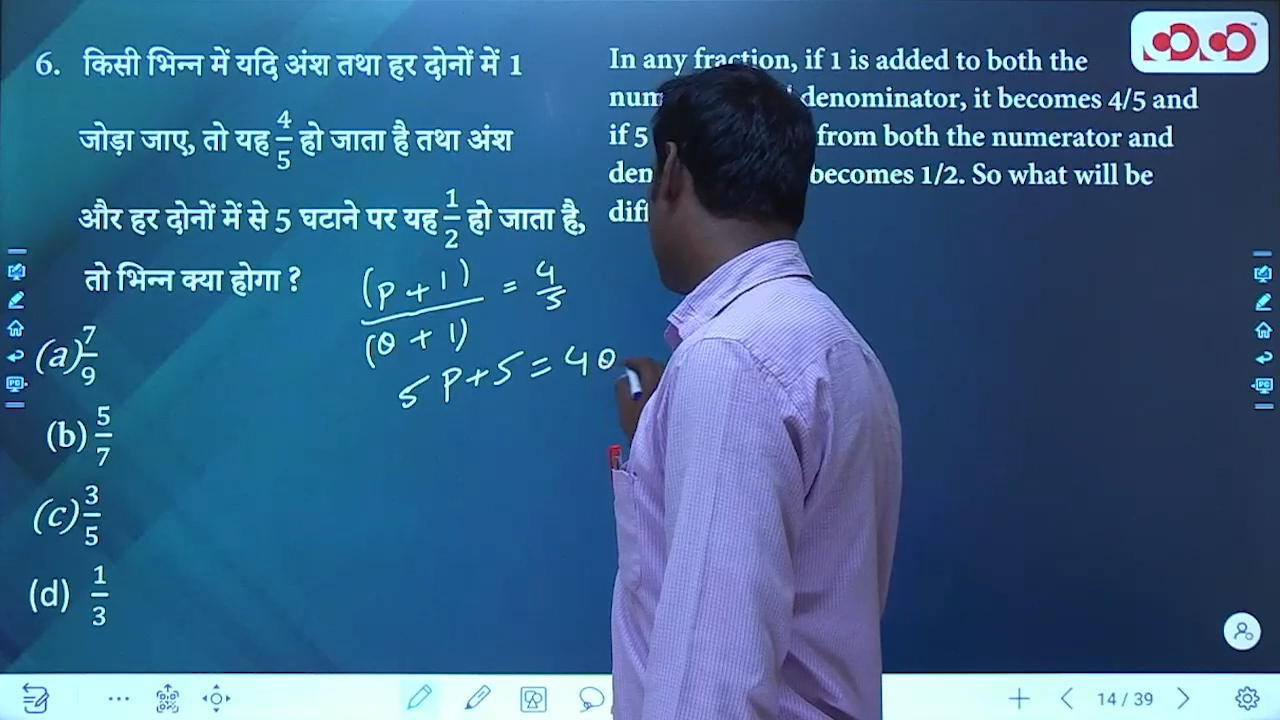 6. किसी भिन्न में यदि अंश तथा हर दोनों में 1
जोड़ा जाए, तो यह 4/5 हो जाता है तथा अंश
और हर दोनों में से 5 घटाने पर यह 1/2 हो जाता है,
तो भिन्न क्या होगा ?
(a) 7/9
(b) 5/7
(c) 3/5
(d) 1/3
In any fraction, if 1 is added to both the
denominator, it becomes 4/5 and
if 5 from both the numerator and
becomes 1/2. So what will be
(P + 1)/(θ + 1) = 4/5
5P + 5 = 4θ
14 / 39